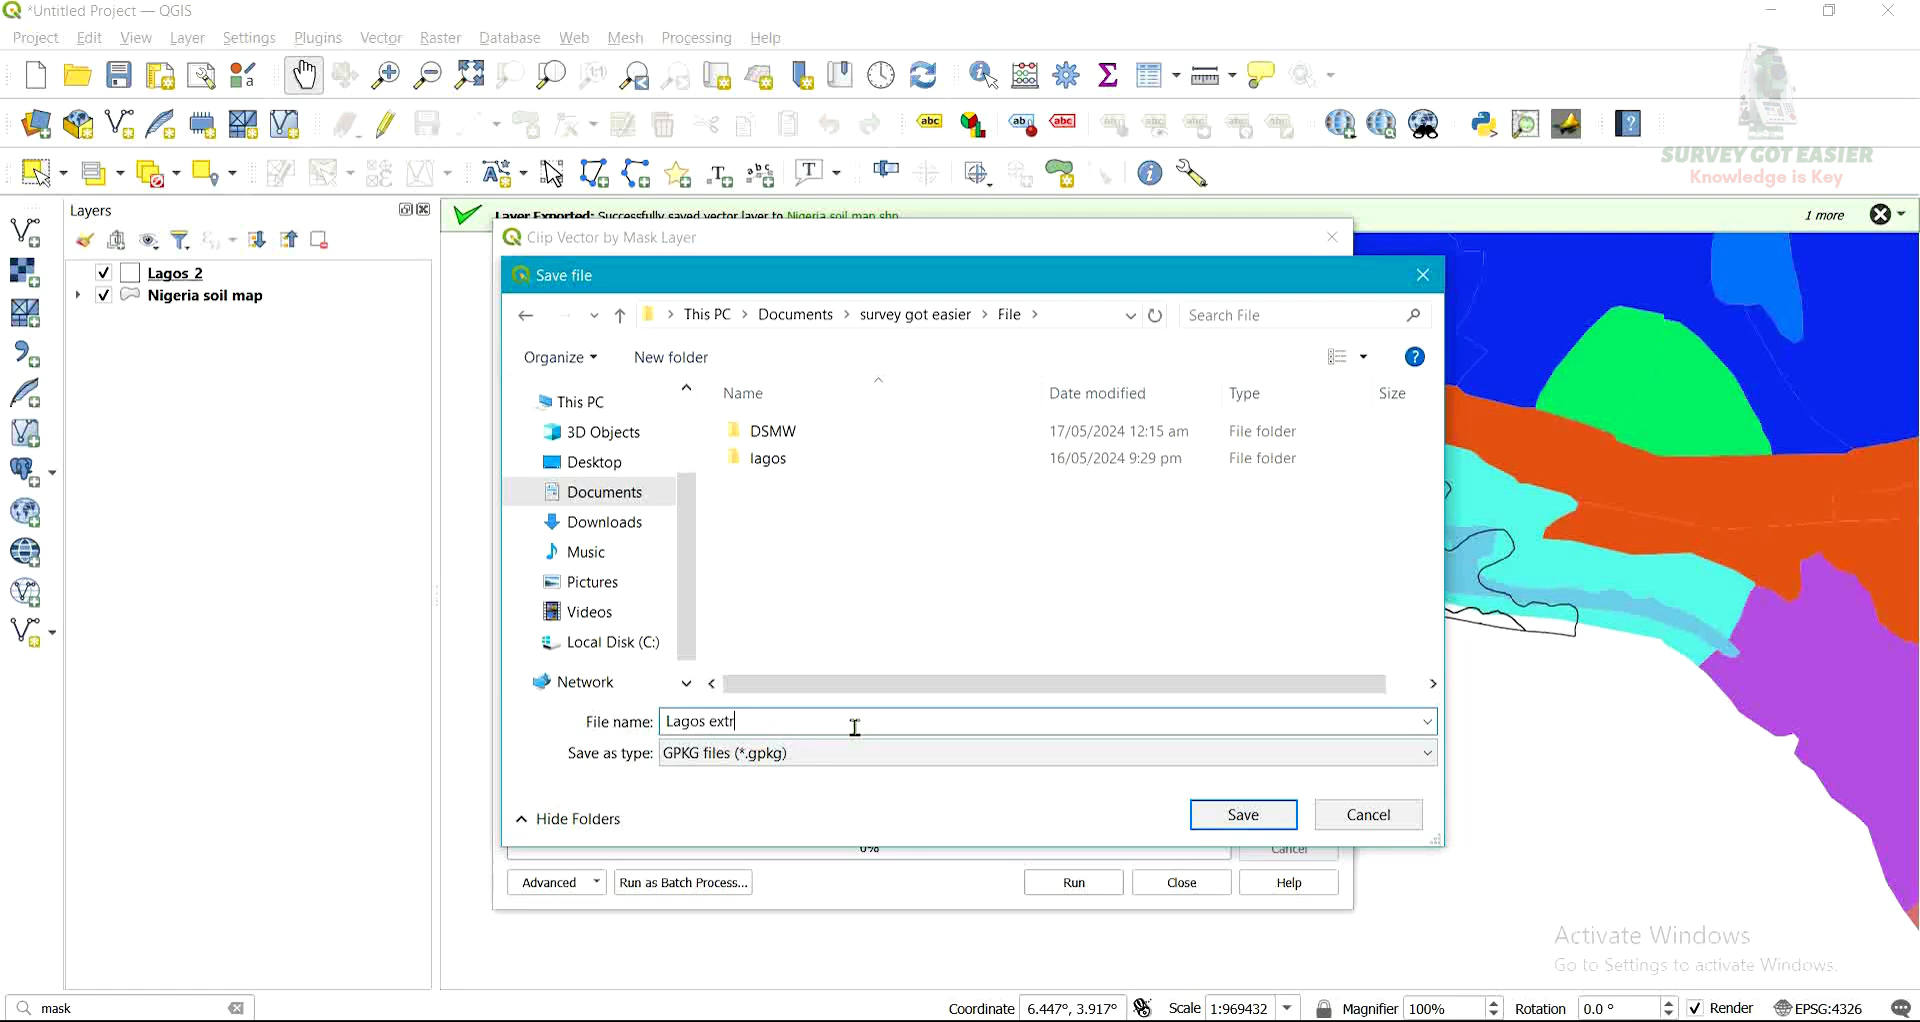 *Untitled Project — QGIS
Project Edit View Layer Settings Plugins Vector Raster Database Web Mesh Processing Help
SURVEY GOT EASIER
Knowledge is Key
Layers
Layer Exported: Successfully saved vector layer to Nigeria soil map.shp
1 more
Clip Vector by Mask Layer
Lagos_2
Nigeria soil map
Save file
This PC > Documents > survey got easier > File >
Search File
Organize
New folder
Name Date modified Type Size
This PC
3D Objects
Desktop
Documents
Downloads
Music
Pictures
Videos
Local Disk (C:)
Network
DSMW 17/05/2024 12:15 am File folder
lagos 16/05/2024 9:29 pm File folder
File name: Lagos extr
Save as type: GPKG files (*.gpkg)
Hide Folders
Save
Cancel
0%
Cancel
Advanced
Run as Batch Process...
Run
Close
Help
Activate Windows
Go to Settings to activate Windows.
mask
Coordinate 6.447°, 3.917° Scale 1:969432 Magnifier 100% Rotation 0.0 ° Render EPSG:4326